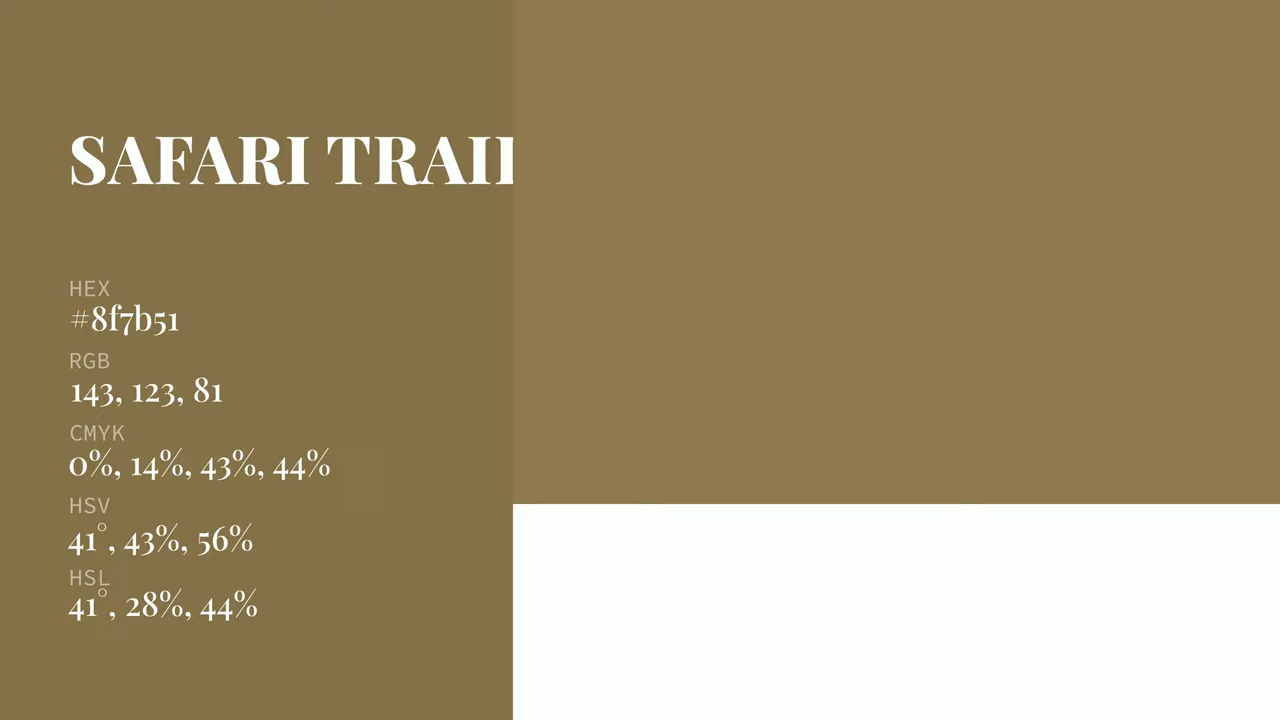 SAFARI TRAIL
HEX
#8f7b51
RGB
143, 123, 81
CMYK
0%, 14%, 43%, 44%
HSV
41°, 43%, 56%
HSL
41°, 28%, 44%